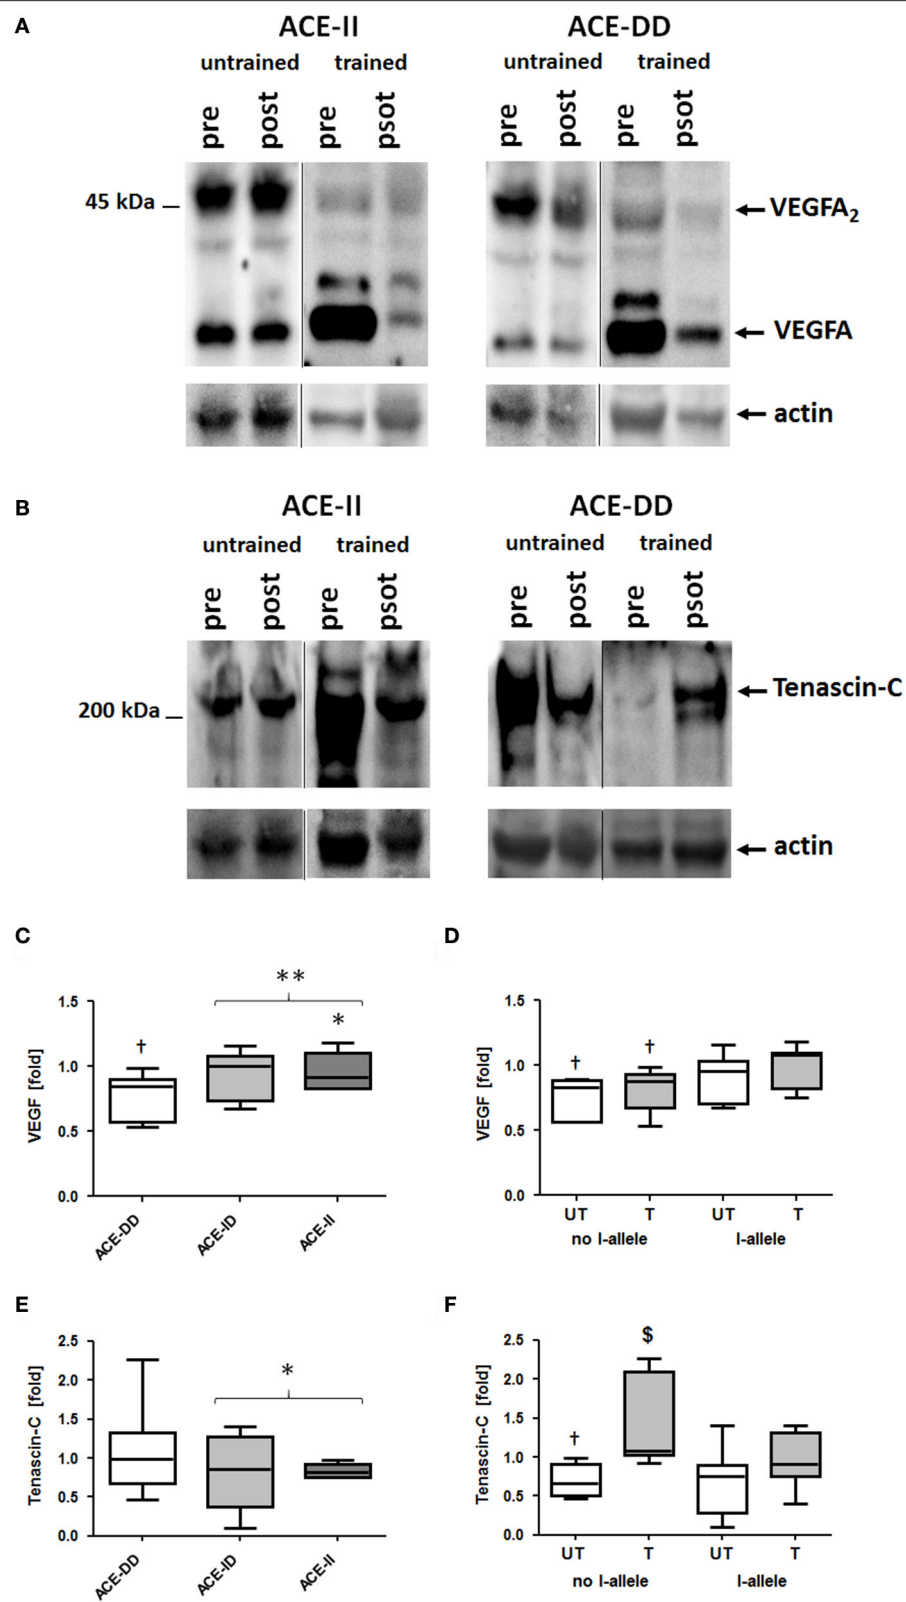 A
ACE-II ACE-DD
untrained trained untrained trained
pre post pre psot pre post pre psot
45 kDa
VEGFA2
VEGFA
actin
B
ACE-II ACE-DD
untrained trained untrained trained
pre post pre psot pre post pre psot
Tenascin-C
200 kDa
actin
C
VEGF [fold]
1.5
1.0
0.5
0.0
†
**
*
ACE-DD ACE-ID ACE-II
D
VEGF [fold]
1.5
1.0
0.5
0.0
† †
UT T UT T
no I-allele I-allele
E
Tenascin-C [fold]
2.5
2.0
1.5
1.0
0.5
0.0
*
ACE-DD ACE-ID ACE-II
F
Tenascin-C [fold]
2.5
2.0
1.5
1.0
0.5
0.0
† $
UT T UT T
no I-allele I-allele